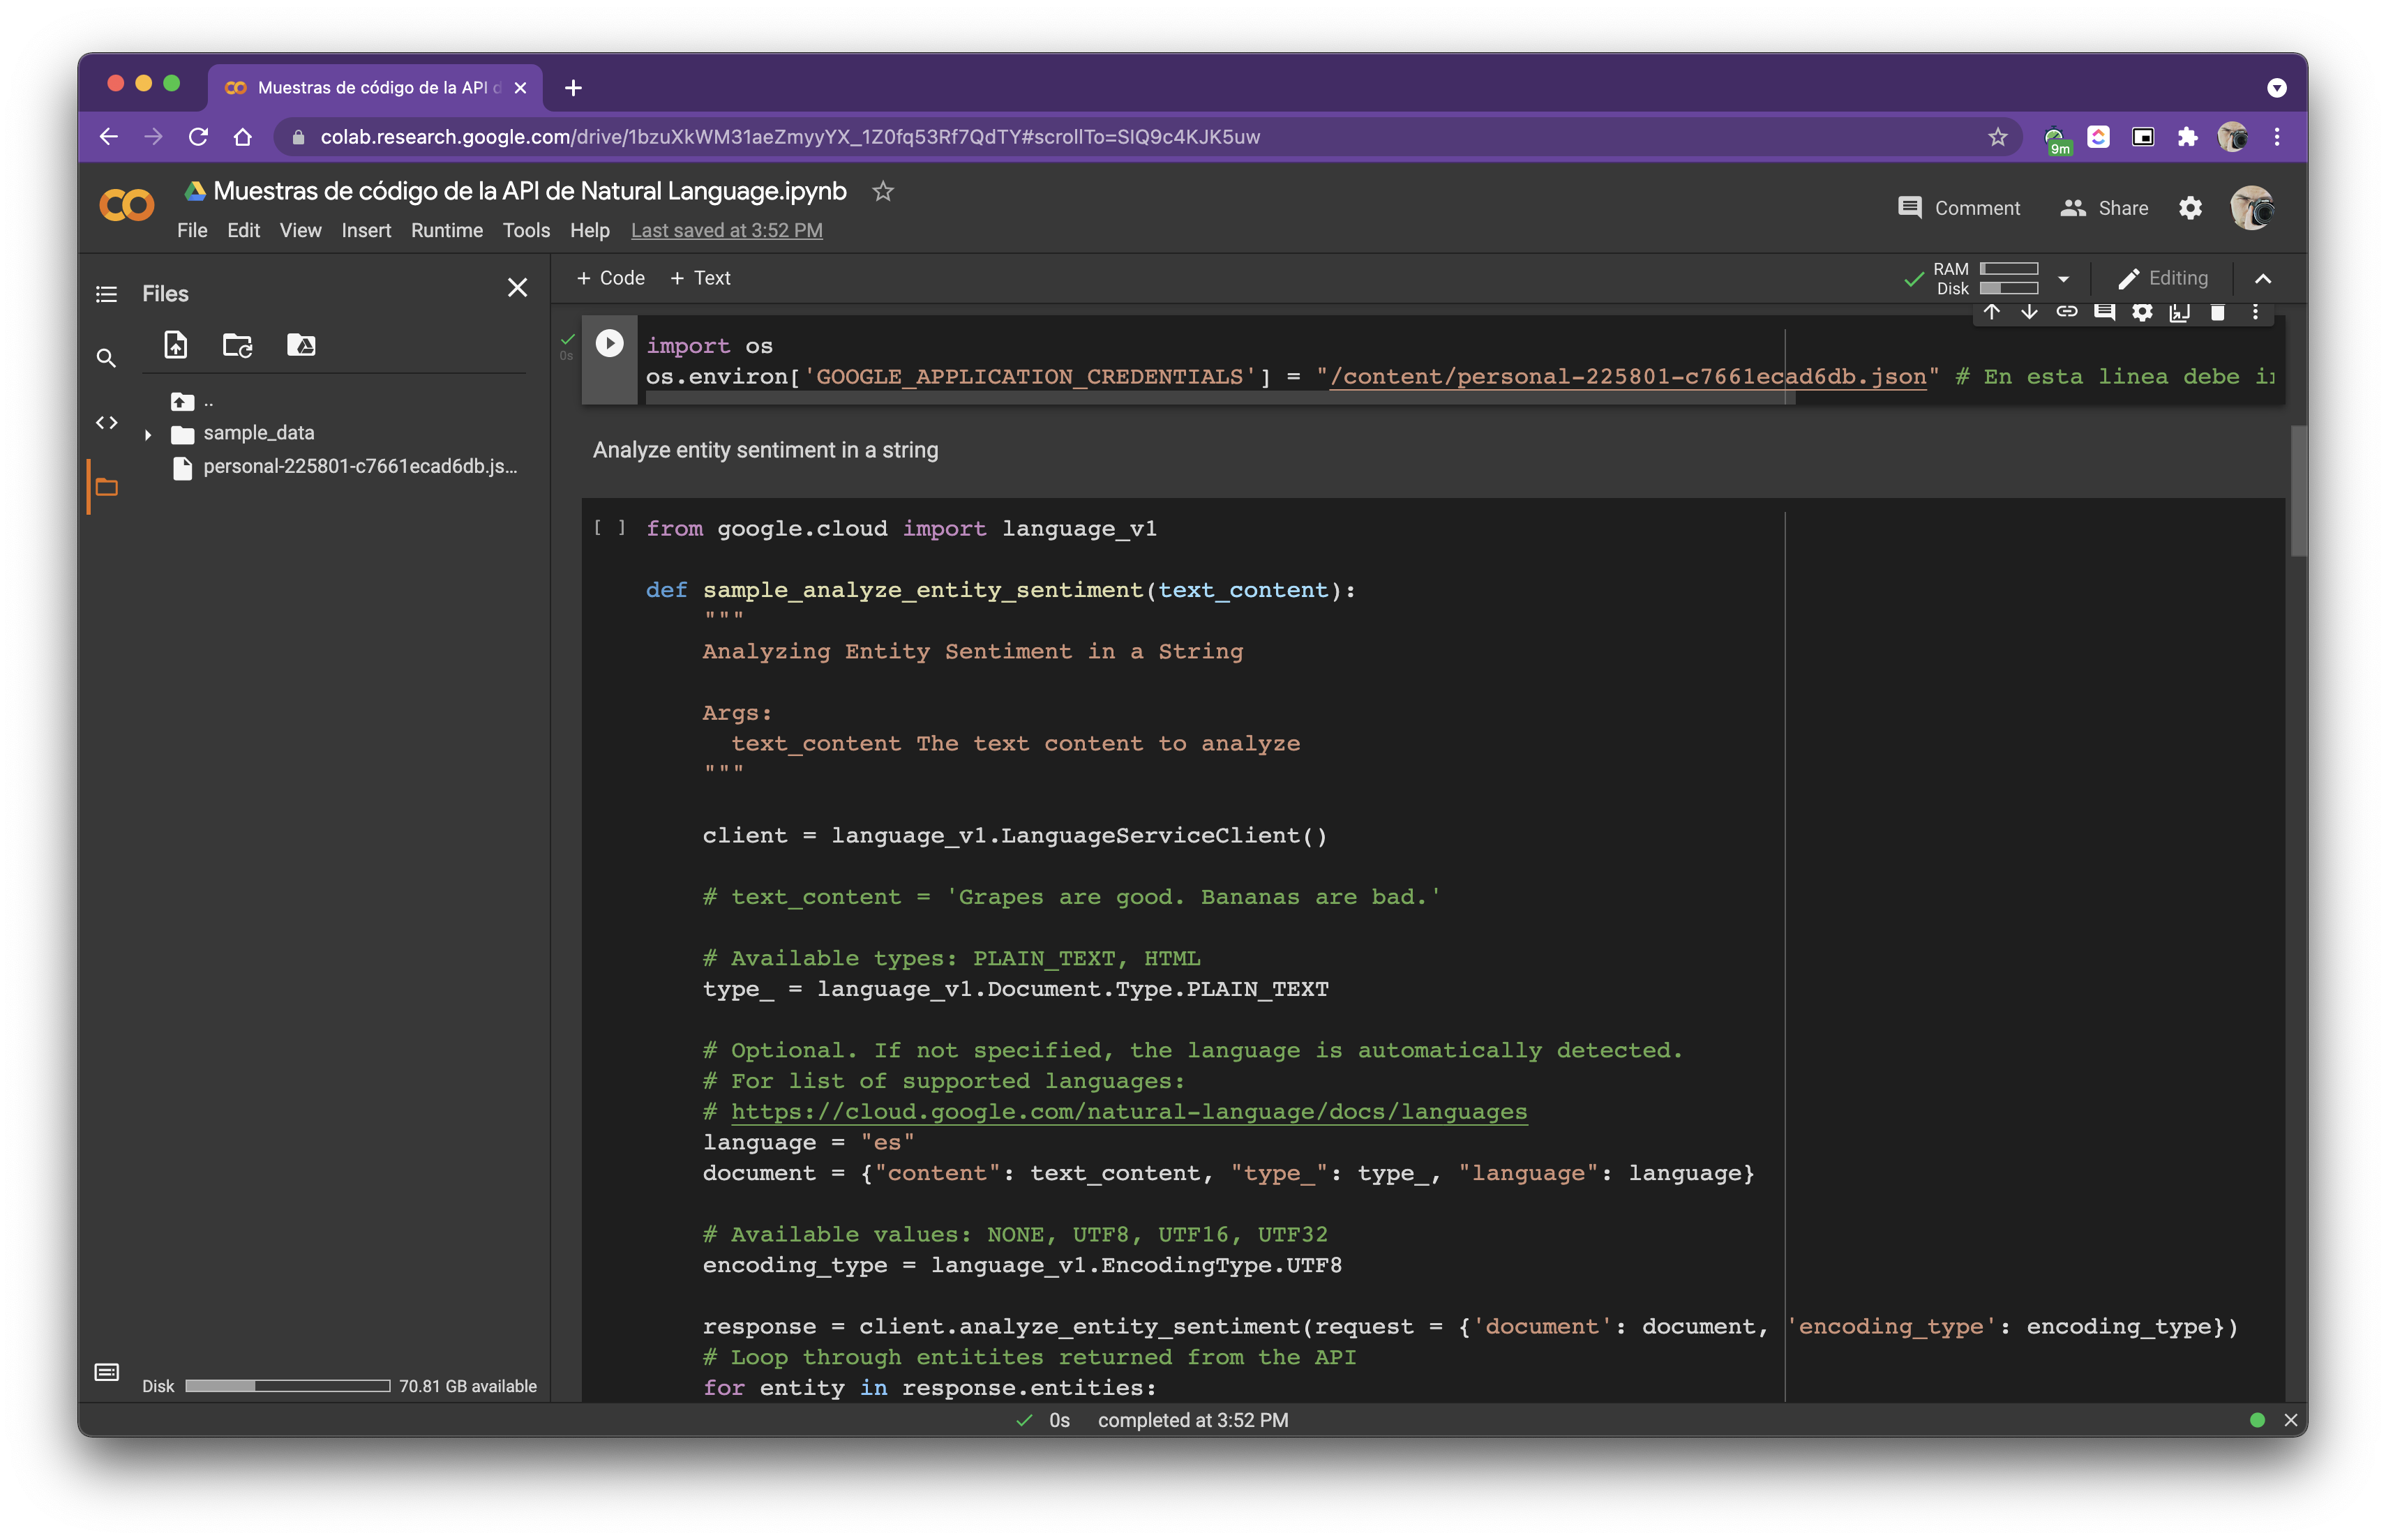 Muestras de código de la API d
colab.research.google.com/drive/1bzuXkWM31aeZmyyYX_1Z0fq53Rf7QdTY#scrollTo=SIQ9c4KJK5uw
9m
Muestras de código de la API de Natural Language.ipynb
Comment Share
File Edit View Insert Runtime Tools Help Last saved at 3:52 PM
Files
+ Code + Text
RAM
Disk
Editing
..
sample_data
personal-225801-c7661ecad6db.js...
0s
import os
os.environ['GOOGLE_APPLICATION_CREDENTIALS'] = "/content/personal-225801-c7661ecad6db.json" # En esta linea debe
Analyze entity sentiment in a string
[ ] from google.cloud import language_v1
def sample_analyze_entity_sentiment(text_content):
"""
Analyzing Entity Sentiment in a String
Args:
text_content The text content to analyze
"""
client = language_v1.LanguageServiceClient()
# text_content = 'Grapes are good. Bananas are bad.'
# Available types: PLAIN_TEXT, HTML
type_ = language_v1.Document.Type.PLAIN_TEXT
# Optional. If not specified, the language is automatically detected.
# For list of supported languages:
# https://cloud.google.com/natural-language/docs/languages
language = "es"
document = {"content": text_content, "type_": type_, "language": language}
# Available values: NONE, UTF8, UTF16, UTF32
encoding_type = language_v1.EncodingType.UTF8
response = client.analyze_entity_sentiment(request = {'document': document, 'encoding_type': encoding_type})
# Loop through entitites returned from the API
for entity in response.entities:
Disk 70.81 GB available
0s completed at 3:52 PM